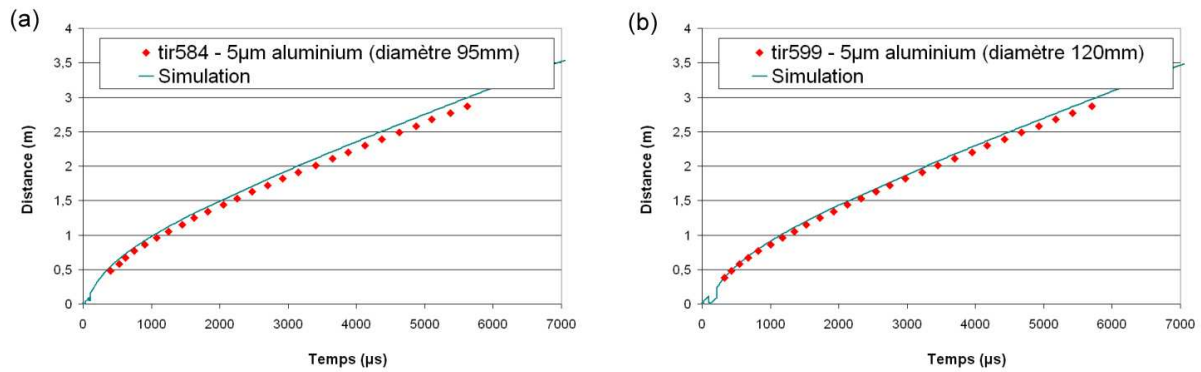 (a)
tir584 - 5µm aluminium (diamètre 95mm)
Simulation
4
3,5
3
2,5
2
1,5
1
0,5
0
Distance (m)
0 1000 2000 3000 4000 5000 6000 7000
Temps (µs)
(b)
tir599 - 5µm aluminium (diamètre 120mm)
Simulation
4
3,5
3
2,5
2
1,5
1
0,5
0
Distance (m)
0 1000 2000 3000 4000 5000 6000 7000
Temps (µs)